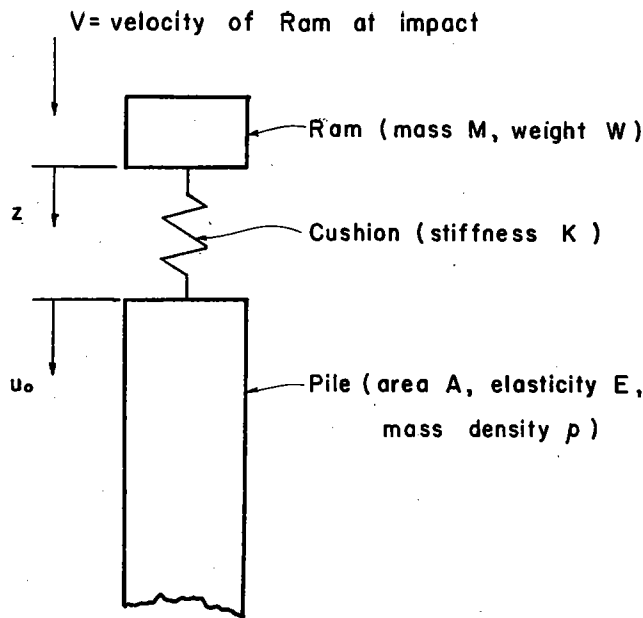 V= velocity of Ram at impact
Ram (mass M, weight W)
z
Cushion (stiffness K)
u₀
Pile (area A, elasticity E,
mass density p)